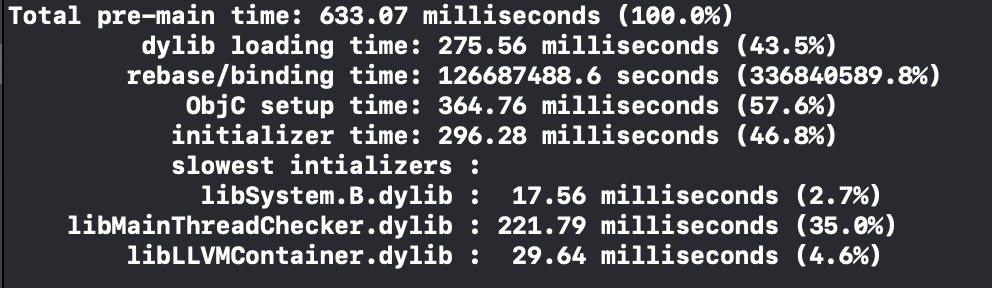 Total pre-main time: 633.07 milliseconds (100.0%)
dylib loading time: 275.56 milliseconds (43.5%)
rebase/binding time: 126687488.6 seconds (336840589.8%)
ObjC setup time: 364.76 milliseconds (57.6%)
initializer time: 296.28 milliseconds (46.8%)
slowest intializers :
libSystem.B.dylib : 17.56 milliseconds (2.7%)
libMainThreadChecker.dylib : 221.79 milliseconds (35.0%)
libLLVMContainer.dylib : 29.64 milliseconds (4.6%)